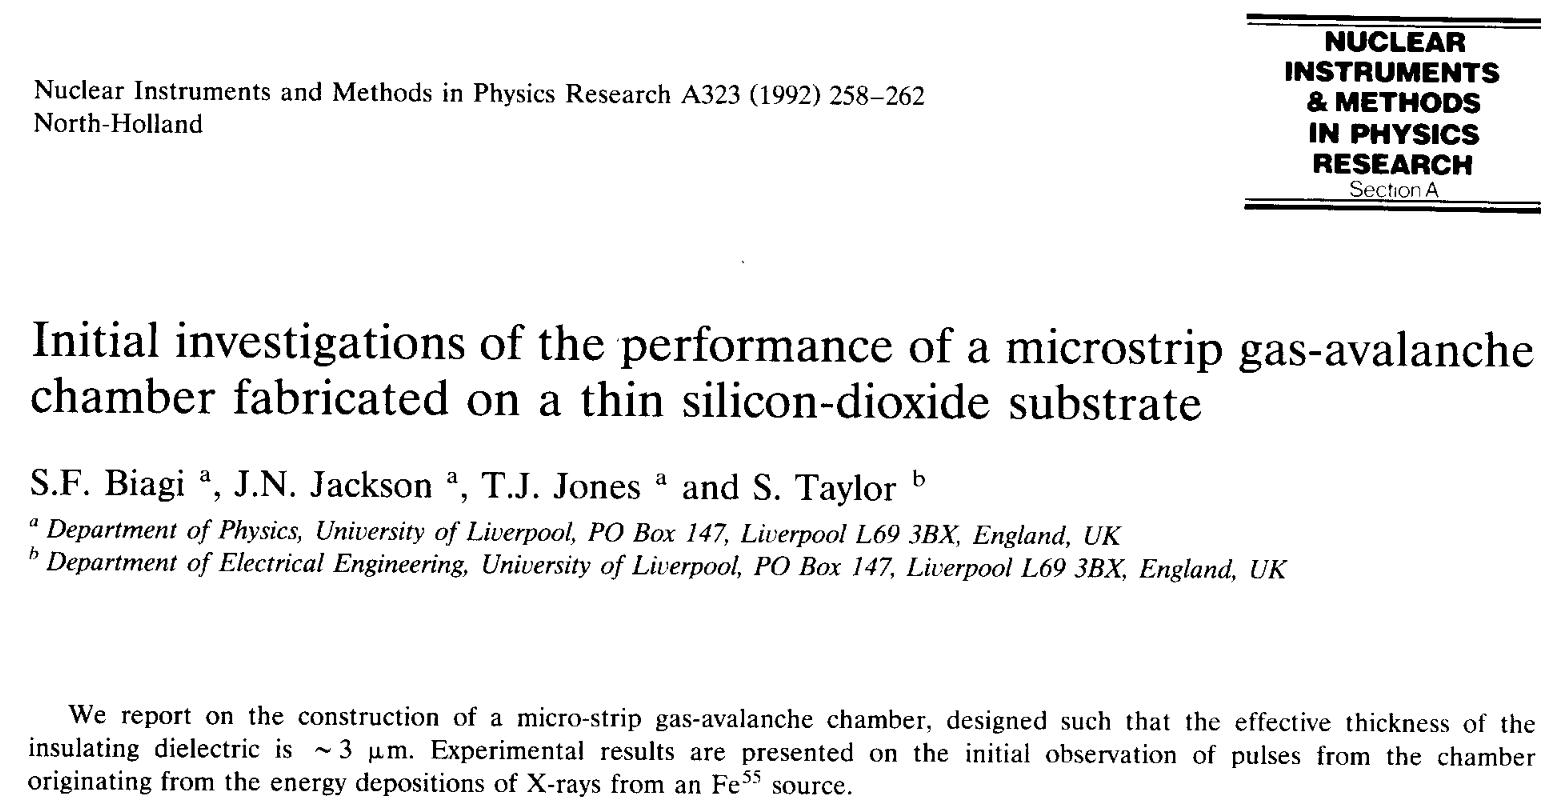 Nuclear Instruments and Methods in Physics Research A323 (1992) 258–262
North-Holland
NUCLEAR
INSTRUMENTS
& METHODS
IN PHYSICS
RESEARCH
Section A
Initial investigations of the performance of a microstrip gas-avalanche
chamber fabricated on a thin silicon-dioxide substrate
S.F. Biagi ᵃ, J.N. Jackson ᵃ, T.J. Jones ᵃ and S. Taylor ᵇ
ᵃ Department of Physics, University of Liverpool, PO Box 147, Liverpool L69 3BX, England, UK
ᵇ Department of Electrical Engineering, University of Liverpool, PO Box 147, Liverpool L69 3BX, England, UK
We report on the construction of a micro-strip gas-avalanche chamber, designed such that the effective thickness of the
insulating dielectric is ~ 3 μm. Experimental results are presented on the initial observation of pulses from the chamber
originating from the energy depositions of X-rays from an Fe⁵⁵ source.